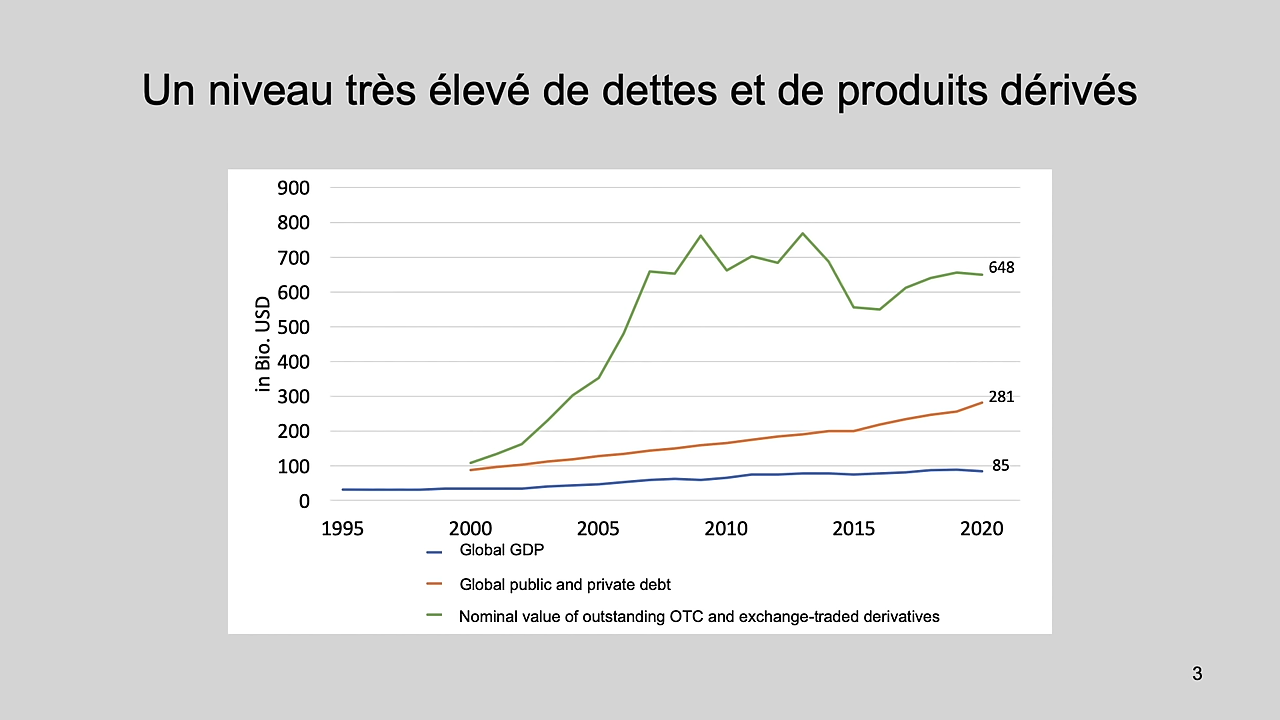 Un niveau très élevé de dettes et de produits dérivés
900
800
700
600
500
400
300
200
100
0
in Bio. USD
648
281
85
1995 2000 2005 2010 2015 2020
Global GDP
Global public and private debt
Nominal value of outstanding OTC and exchange-traded derivatives
3